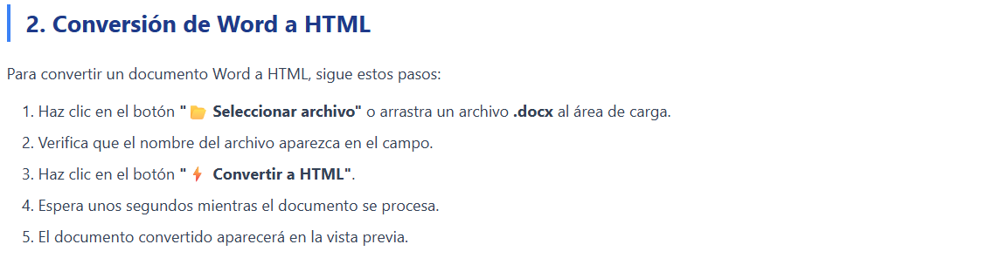 2. Conversión de Word a HTML
Para convertir un documento Word a HTML, sigue estos pasos:
1. Haz clic en el botón "📂 Seleccionar archivo" o arrastra un archivo .docx al área de carga.
2. Verifica que el nombre del archivo aparezca en el campo.
3. Haz clic en el botón "⚡ Convertir a HTML".
4. Espera unos segundos mientras el documento se procesa.
5. El documento convertido aparecerá en la vista previa.